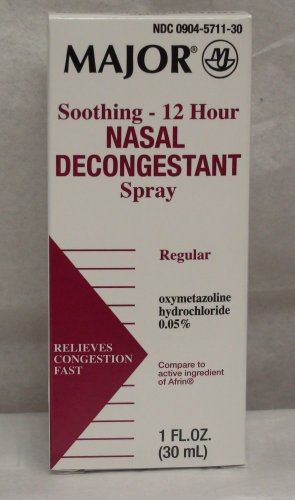 NDC 0904-5711-30
MAJOR®
Soothing - 12 Hour
NASAL
DECONGESTANT
Spray
Regular
oxymetazoline
hydrochloride
0.05%
RELIEVES
CONGESTION
FAST
Compare to
active ingredient
of Afrin®
1 FL.OZ.
(30 mL)